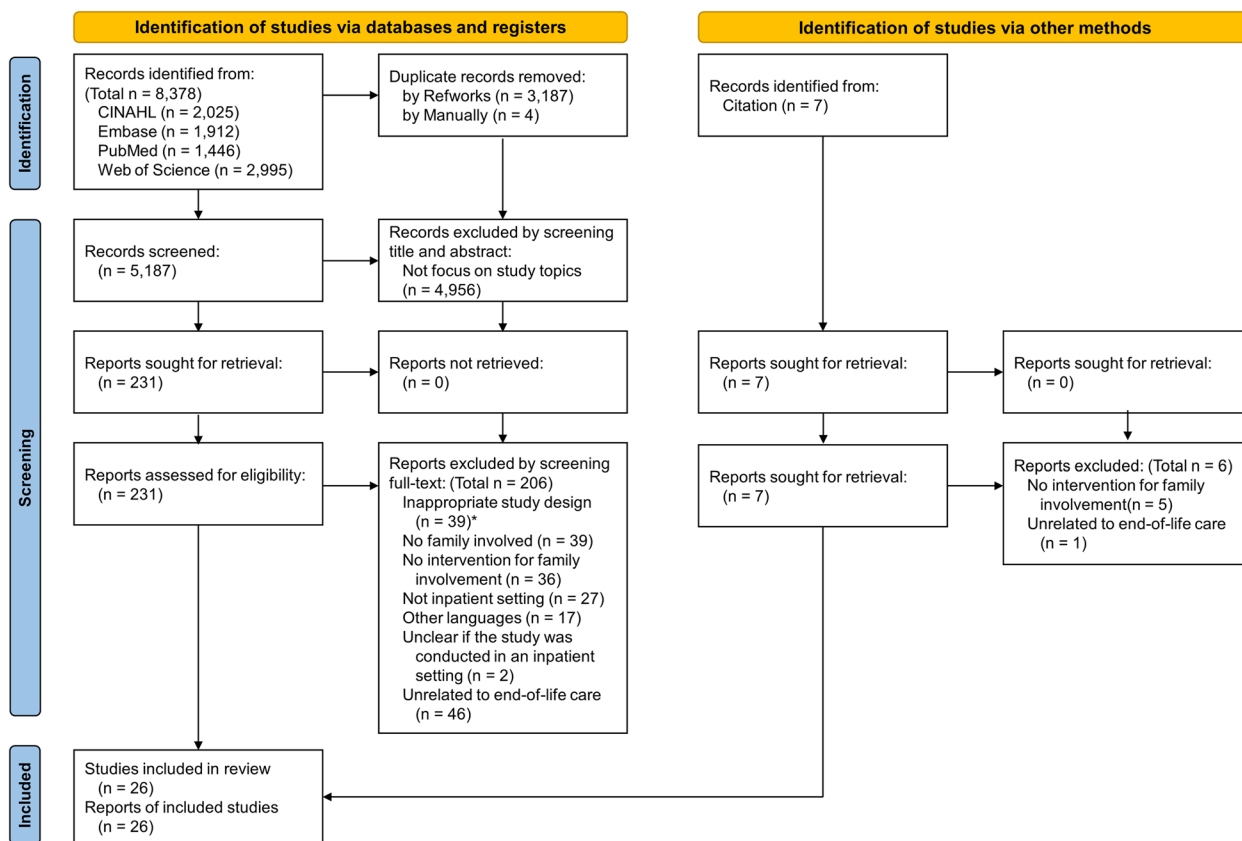 Identification of studies via databases and registers
Identification of studies via other methods
Identification
Records identified from:
(Total n = 8,378)
CINAHL (n = 2,025)
Embase (n = 1,912)
PubMed (n = 1,446)
Web of Science (n = 2,995)
Duplicate records removed:
by Refworks (n = 3,187)
by Manually (n = 4)
Records identified from:
Citation (n = 7)
Screening
Records screened:
(n = 5,187)
Records excluded by screening
title and abstract:
Not focus on study topics
(n = 4,956)
Reports sought for retrieval:
(n = 231)
Reports not retrieved:
(n = 0)
Reports sought for retrieval:
(n = 7)
Reports sought for retrieval:
(n = 0)
Reports assessed for eligibility:
(n = 231)
Reports excluded by screening
full-text: (Total n = 206)
Inappropriate study design
(n = 39)*
No family involved (n = 39)
No intervention for family
involvement (n = 36)
Not inpatient setting (n = 27)
Other languages (n = 17)
Unclear if the study was
conducted in an inpatient
setting (n = 2)
Unrelated to end-of-life care
(n = 46)
Reports sought for retrieval:
(n = 7)
Reports excluded: (Total n = 6)
No intervention for family
involvement(n = 5)
Unrelated to end-of-life care
(n = 1)
Included
Studies included in review
(n = 26)
Reports of included studies
(n = 26)